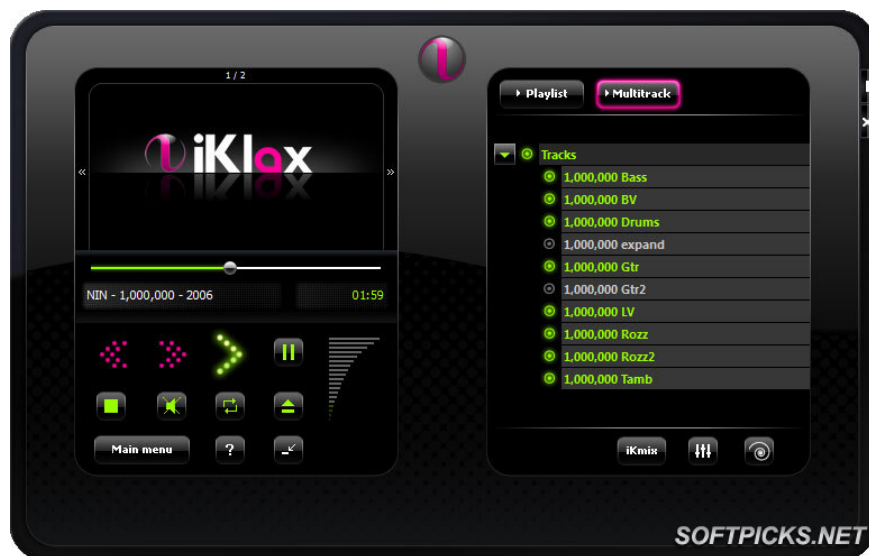 1 / 2
iKlax
«
»
NIN - 1,000,000 - 2006
01:59
Main menu
?
Playlist
Multitrack
Tracks
1,000,000 Bass
1,000,000 BV
1,000,000 Drums
1,000,000 expand
1,000,000 Gtr
1,000,000 Gtr2
1,000,000 LV
1,000,000 Rozz
1,000,000 Rozz2
1,000,000 Tamb
iKmix
SOFTPICKS.NET